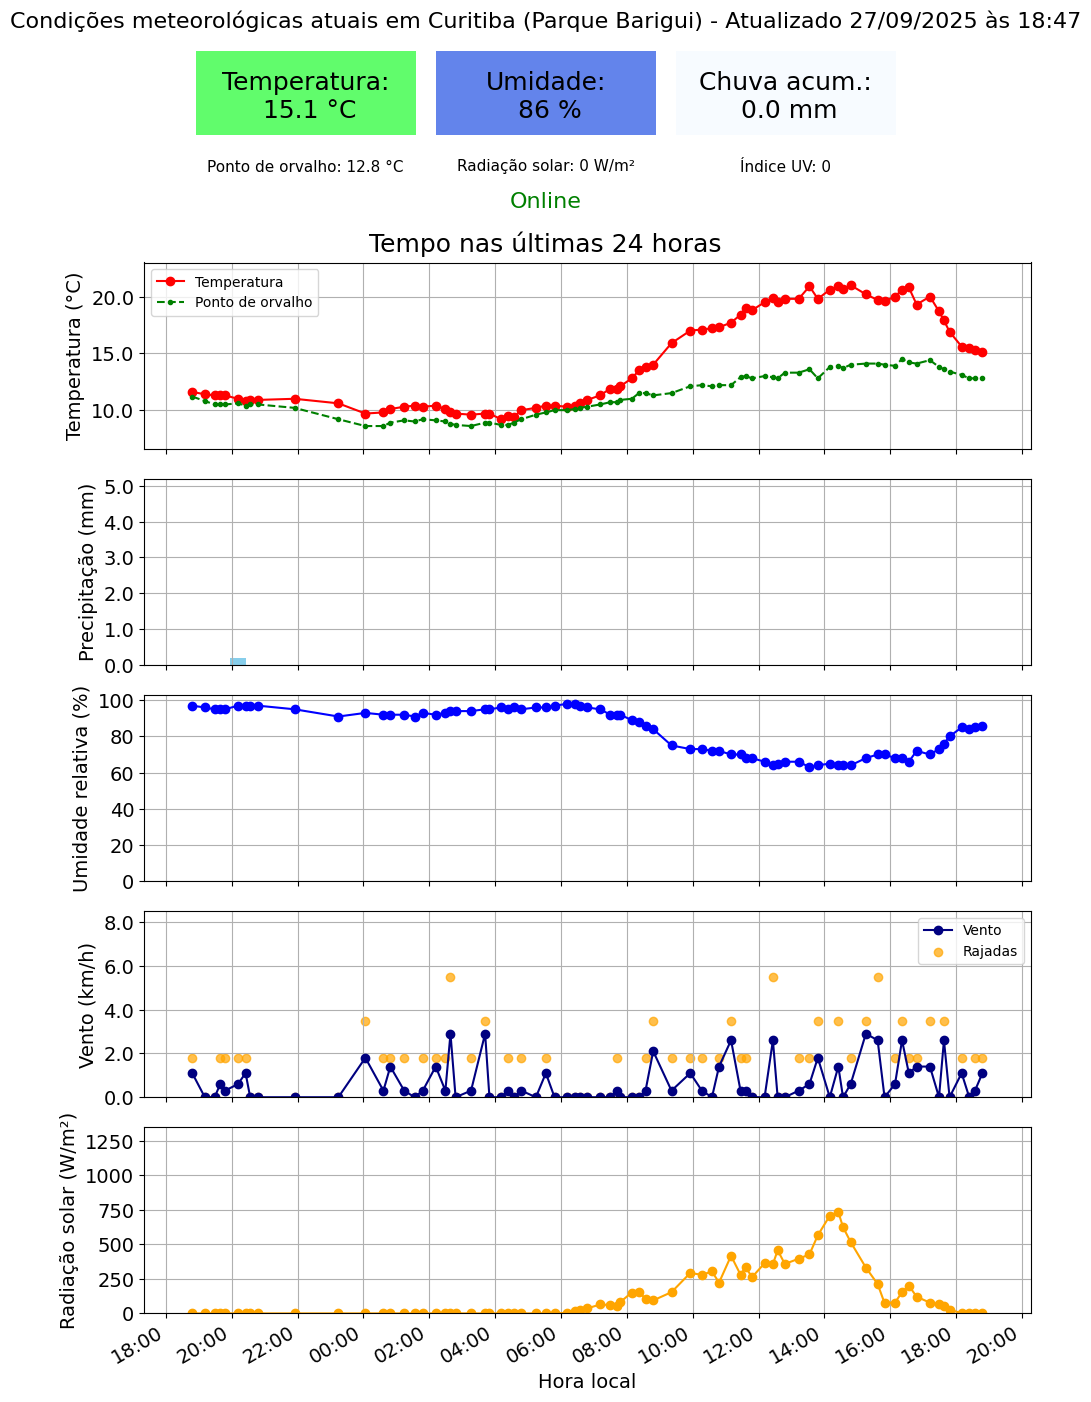 Condições meteorológicas atuais em Curitiba (Parque Barigui) - Atualizado 27/09/2025 às 18:47
Temperatura:
15.1 °C
Umidade:
86 %
Chuva acum.:
0.0 mm
Ponto de orvalho: 12.8 °C
Radiação solar: 0 W/m²
Índice UV: 0
Online
Tempo nas últimas 24 horas
Temperatura (°C)
20.0
15.0
10.0
Temperatura
Ponto de orvalho
Precipitação (mm)
5.0
4.0
3.0
2.0
1.0
0.0
Umidade relativa (%)
100
80
60
40
20
0
Vento (km/h)
8.0
6.0
4.0
2.0
0.0
Vento
Rajadas
Radiação solar (W/m²)
1250
1000
750
500
250
0
18:00
20:00
22:00
00:00
02:00
04:00
06:00
08:00
10:00
12:00
14:00
16:00
18:00
20:00
Hora local